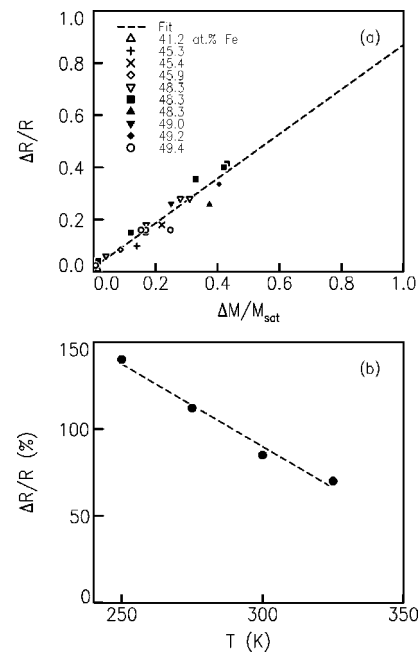 Fit
(a)
41.2 at.% Fe
45.3
45.4
45.9
48.3
48.3
48.3
49.0
49.2
49.4
1.0
0.8
0.6
0.4
0.2
0.0
ΔR/R
0.0 0.2 0.4 0.6 0.8 1.0
ΔM/Msat
(b)
150
100
50
0
ΔR/R (%)
250 300 350
T (K)